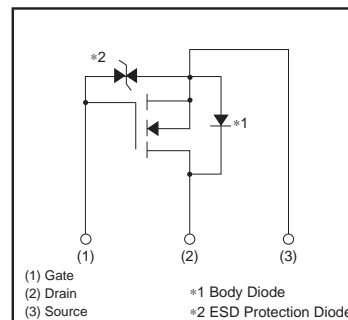 *2
*1
(1) (2) (3)
(1) Gate
(2) Drain
(3) Source
*1 Body Diode
*2 ESD Protection Diode